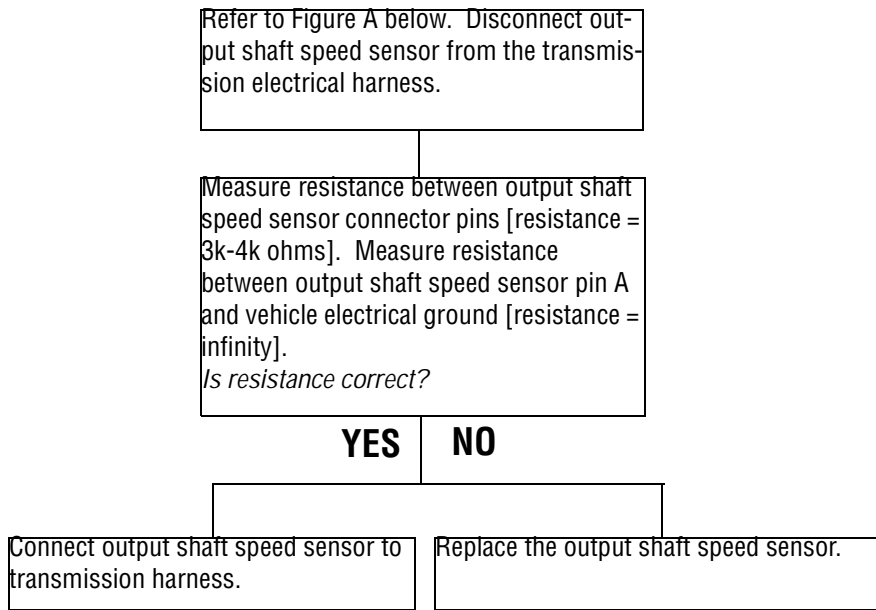 Refer to Figure A below.  Disconnect out-
put shaft speed sensor from the transmis-
sion electrical harness.
Measure resistance between output shaft
speed sensor connector pins [resistance =
3k-4k ohms].  Measure resistance
between output shaft speed sensor pin A
and vehicle electrical ground [resistance =
infinity].
Is resistance correct?
YES NO
Connect output shaft speed sensor to
transmission harness.
Replace the output shaft speed sensor.